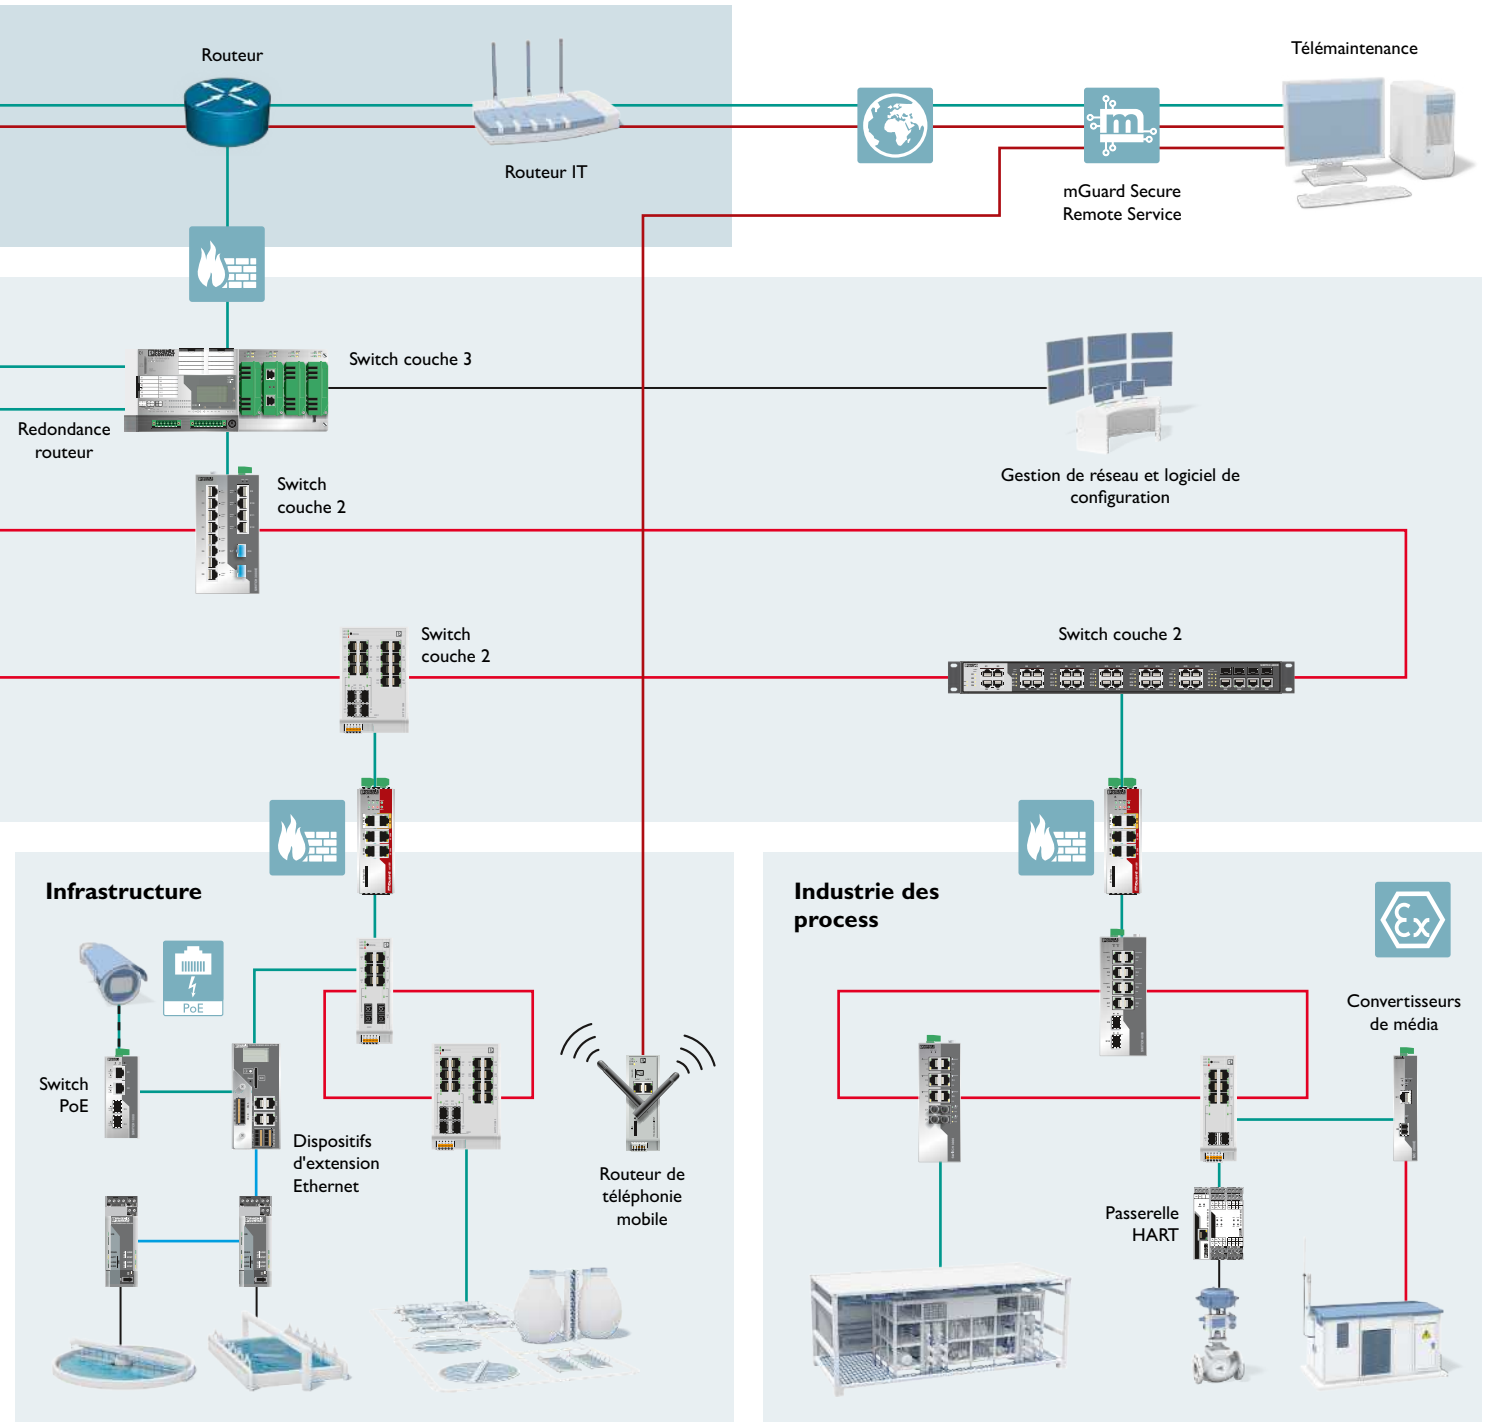 Routeur
Routeur IT
Télémaintenance
mGuard Secure
Remote Service
Switch couche 3
Redondance
routeur
Switch
couche 2
Gestion de réseau et logiciel de
configuration
Switch
couche 2
Switch couche 2
Infrastructure
Industrie des
process
PoE
Ex
Convertisseurs
de média
Switch
PoE
Dispositifs
d'extension
Ethernet
Routeur de
téléphonie
mobile
Passerelle
HART